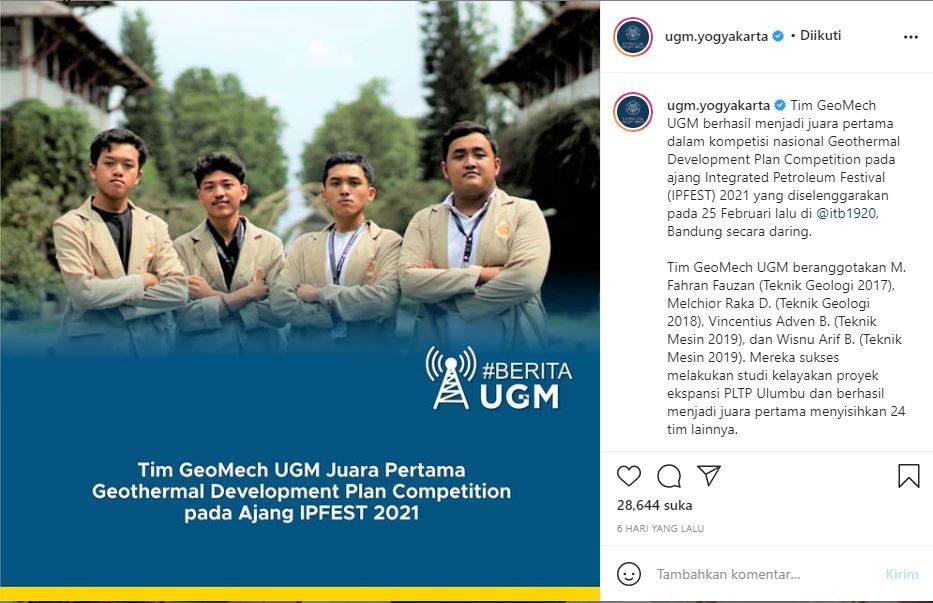 #BERITA
UGM
Tim GeoMech UGM Juara Pertama
Geothermal Development Plan Competition
pada Ajang IPFEST 2021
ugm.yogyakarta • Diikuti
ugm.yogyakarta Tim GeoMech
UGM berhasil menjadi juara pertama
dalam kompetisi nasional Geothermal
Development Plan Competition pada
ajang Integrated Petroleum Festival
(IPFEST) 2021 yang diselenggarakan
pada 25 Februari lalu di @itb1920,
Bandung secara daring.
Tim GeoMech UGM beranggotakan M.
Fahran Fauzan (Teknik Geologi 2017),
Melchior Raka D. (Teknik Geologi
2018), Vincentius Adven B. (Teknik
Mesin 2019), dan Wisnu Arif B. (Teknik
Mesin 2019). Mereka sukses
melakukan studi kelayakan proyek
ekspansi PLTP Ulumbu dan berhasil
menjadi juara pertama menyisihkan 24
tim lainnya.
28,644 suka
6 HARI YANG LALU
Tambahkan komentar...
Kirim